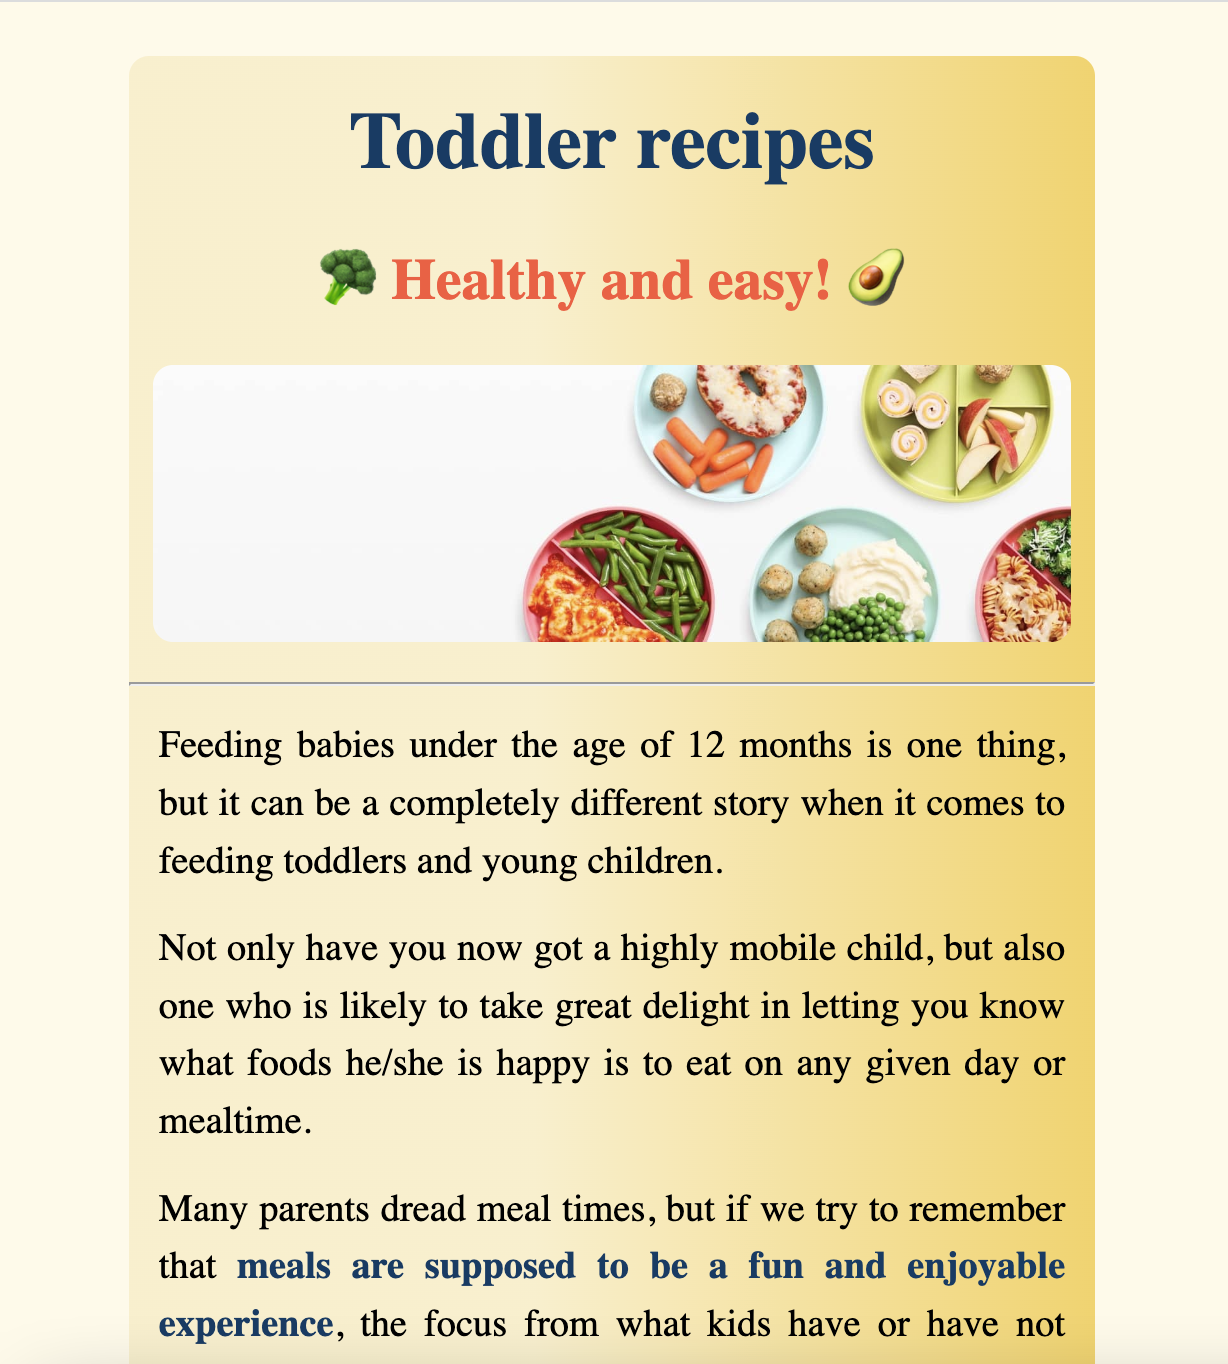 Toddler recipes
🥦 Healthy and easy! 🥑
Feeding babies under the age of 12 months is one thing,
but it can be a completely different story when it comes to
feeding toddlers and young children.
Not only have you now got a highly mobile child, but also
one who is likely to take great delight in letting you know
what foods he/she is happy is to eat on any given day or
mealtime.
Many parents dread meal times, but if we try to remember
that meals are supposed to be a fun and enjoyable
experience, the focus from what kids have or have not